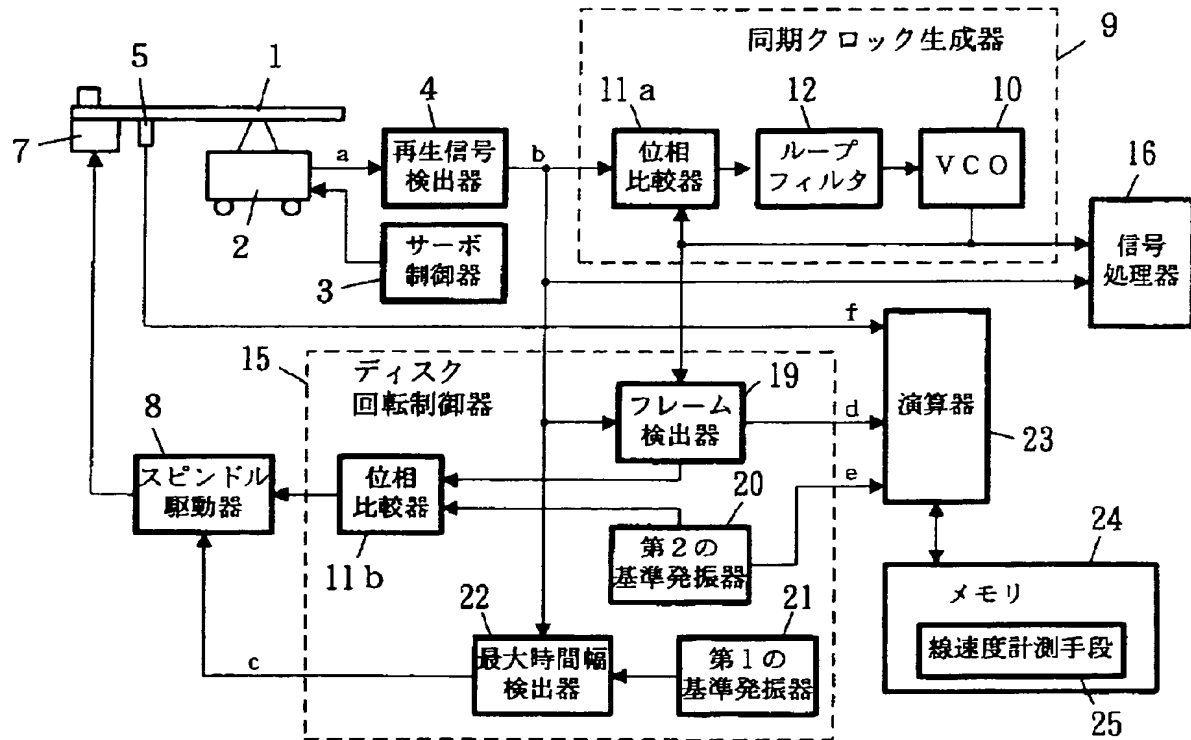 同期クロック生成器
9
1
5
7
2
a
4
再生信号
検出器
b
サーボ
制御器
3
11a
位相
比較器
12
ループ
フィルタ
10
VCO
16
信号
処理器
f
15
ディスク
回転制御器
19
フレーム
検出器
d
演算器
23
8
スピンドル
駆動器
位相
比較器
11b
20
第2の
基準発振器
e
24
メモリ
線速度計測手段
25
22
最大時間幅
検出器
c
21
第1の
基準発振器